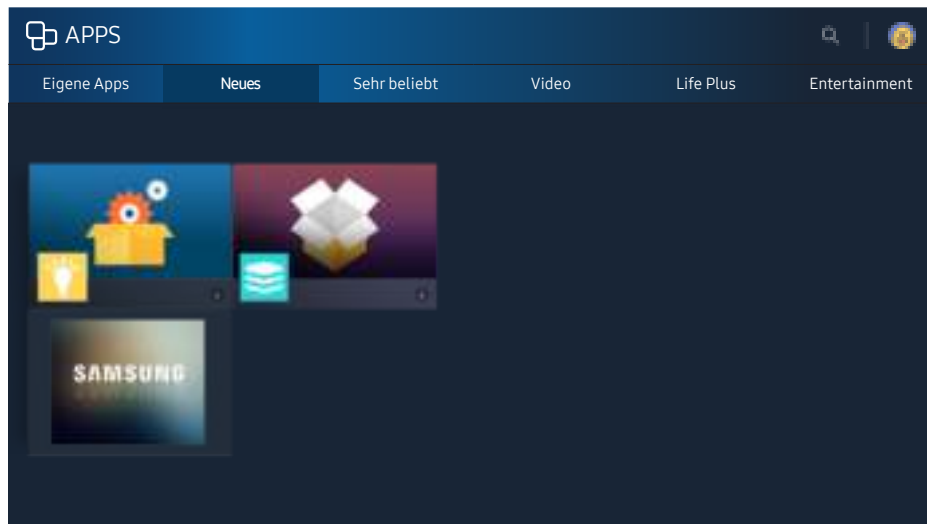 APPS
Eigene Apps Neues Sehr beliebt Video Life Plus Entertainment
SAMSUNG